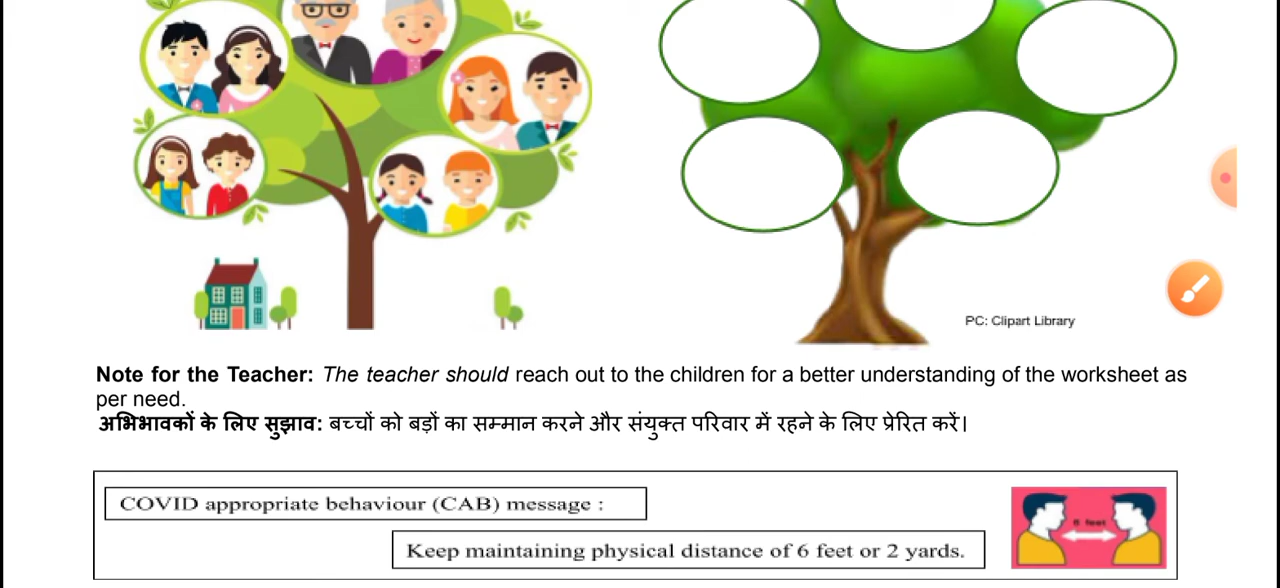 PC: Clipart Library
Note for the Teacher: The teacher should reach out to the children for a better understanding of the worksheet as
per need.
अभिभावकों के लिए सुझाव: बच्चों को बड़ों का सम्मान करने और संयुक्त परिवार में रहने के लिए प्रेरित करें।
COVID appropriate behaviour (CAB) message :
6 feet
Keep maintaining physical distance of 6 feet or 2 yards.